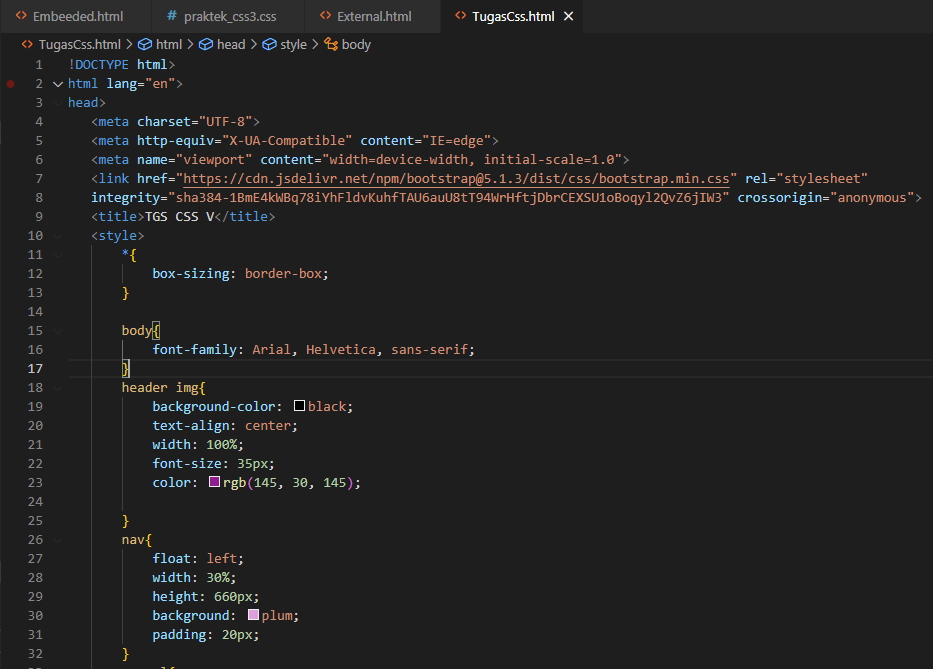 Embeeded.html # praktek_css3.css External.html TugasCss.html
TugasCss.html > html > head > style > body
1 !DOCTYPE html>
2 html lang="en">
3 head>
4 <meta charset="UTF-8">
5 <meta http-equiv="X-UA-Compatible" content="IE=edge">
6 <meta name="viewport" content="width=device-width, initial-scale=1.0">
7 <link href="https://cdn.jsdelivr.net/npm/bootstrap@5.1.3/dist/css/bootstrap.min.css" rel="stylesheet"
8 integrity="sha384-1BmE4kWBq78iYhFldvKuhfTAU6auU8tT94WrHftjDbrCEXSU1oBoqyl2QvZ6jIW3" crossorigin="anonymous">
9 <title>TGS CSS V</title>
10 <style>
11 *{
12 box-sizing: border-box;
13 }
14
15 body{
16 font-family: Arial, Helvetica, sans-serif;
17 }
18 header img{
19 background-color: black;
20 text-align: center;
21 width: 100%;
22 font-size: 35px;
23 color: rgb(145, 30, 145);
24
25 }
26 nav{
27 float: left;
28 width: 30%;
29 height: 660px;
30 background: plum;
31 padding: 20px;
32 }